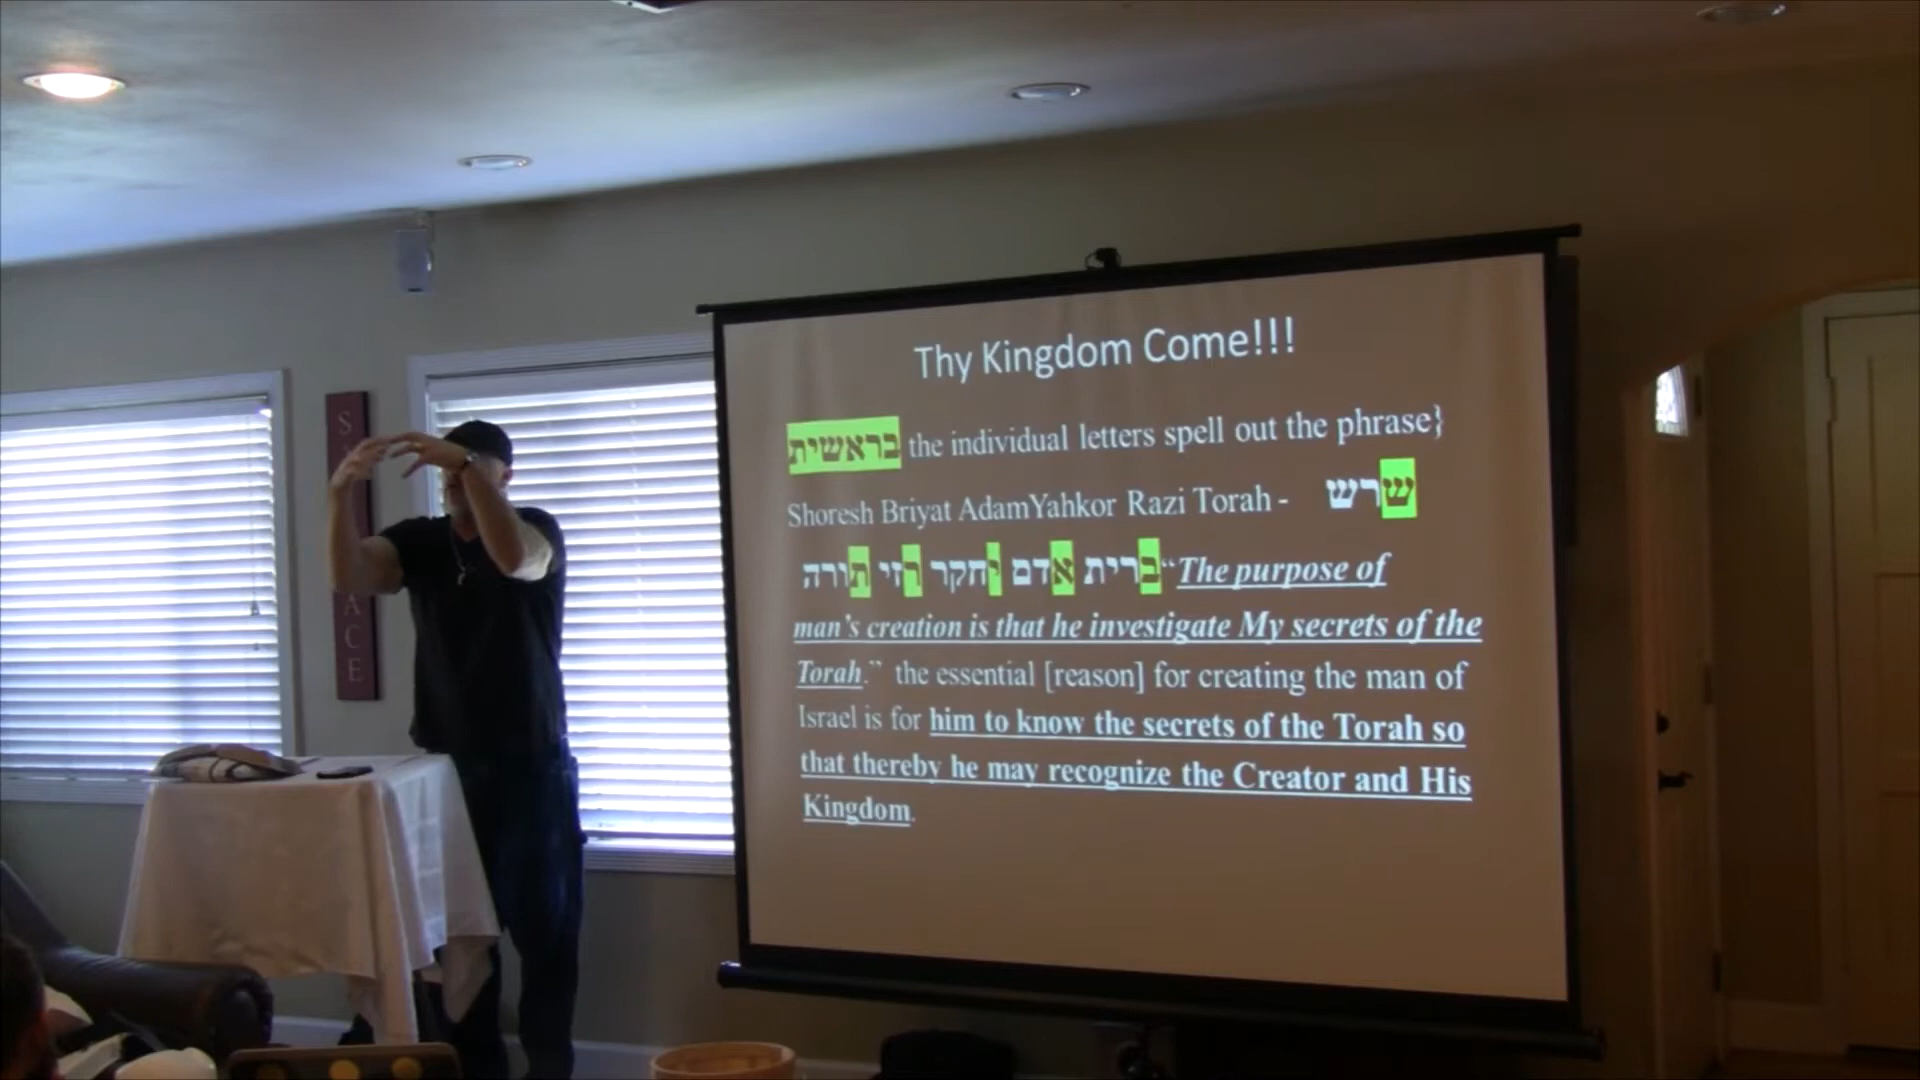 Thy Kingdom Come!!!
בראשית the individual letters spell out the phrase}
Shoresh Briyat AdamYahkor Razi Torah - שרש
ברית אדם יחקר רזי תורה “The purpose of
man’s creation is that he investigate My secrets of the
Torah.” the essential [reason] for creating the man of
Israel is for him to know the secrets of the Torah so
that thereby he may recognize the Creator and His
Kingdom.